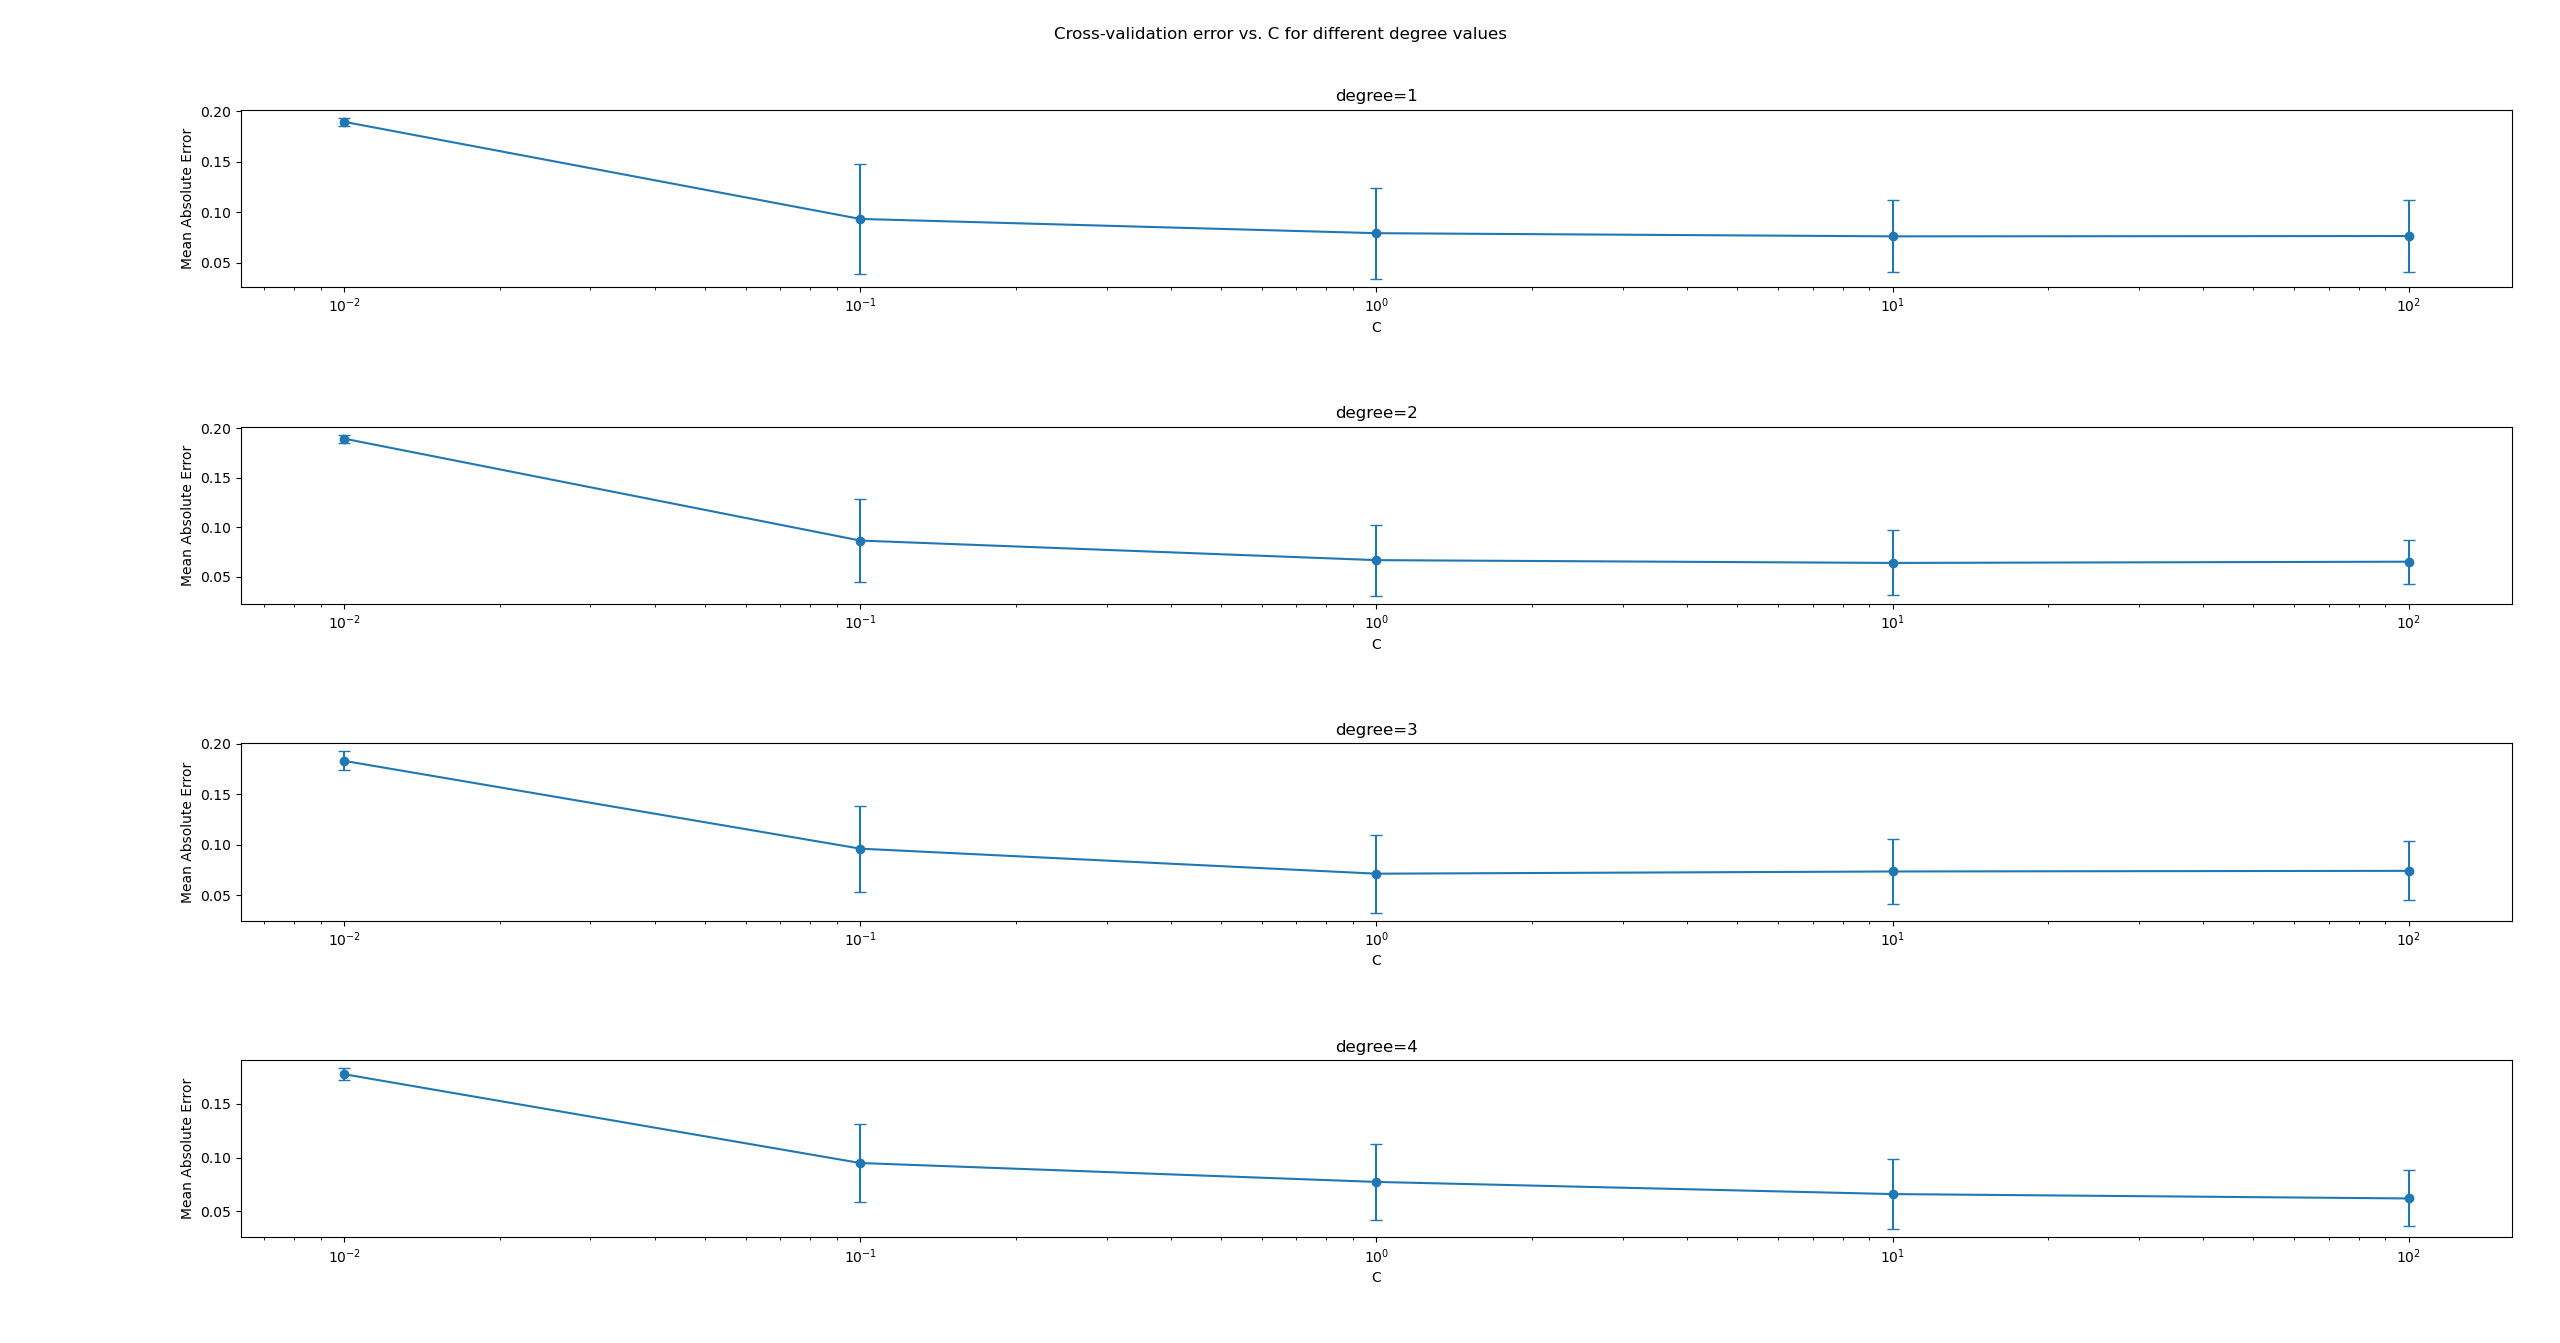 Cross-validation error vs. C for different degree values
degree=1
Mean Absolute Error
0.20
0.15
0.10
0.05
10⁻² 10⁻¹ 10⁰ 10¹ 10²
C
degree=2
Mean Absolute Error
0.20
0.15
0.10
0.05
10⁻² 10⁻¹ 10⁰ 10¹ 10²
C
degree=3
Mean Absolute Error
0.20
0.15
0.10
0.05
10⁻² 10⁻¹ 10⁰ 10¹ 10²
C
degree=4
Mean Absolute Error
0.15
0.10
0.05
10⁻² 10⁻¹ 10⁰ 10¹ 10²
C